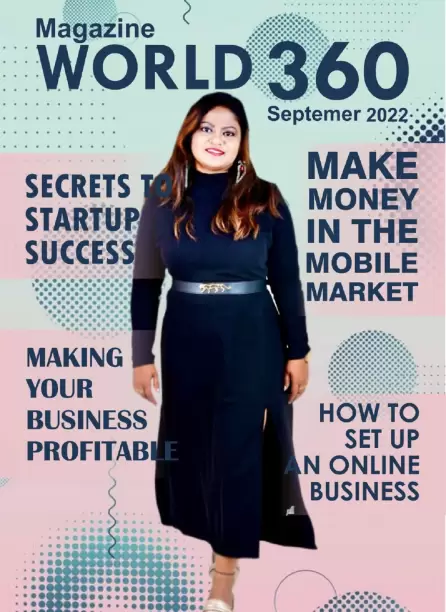 Magazine
WORLD 360
Septemer 2022
SECRETS TO
STARTUP
SUCCESS
MAKE
MONEY
IN THE
MOBILE
MARKET
MAKING
YOUR
BUSINESS
PROFITABLE
HOW TO
SET UP
AN ONLINE
BUSINESS